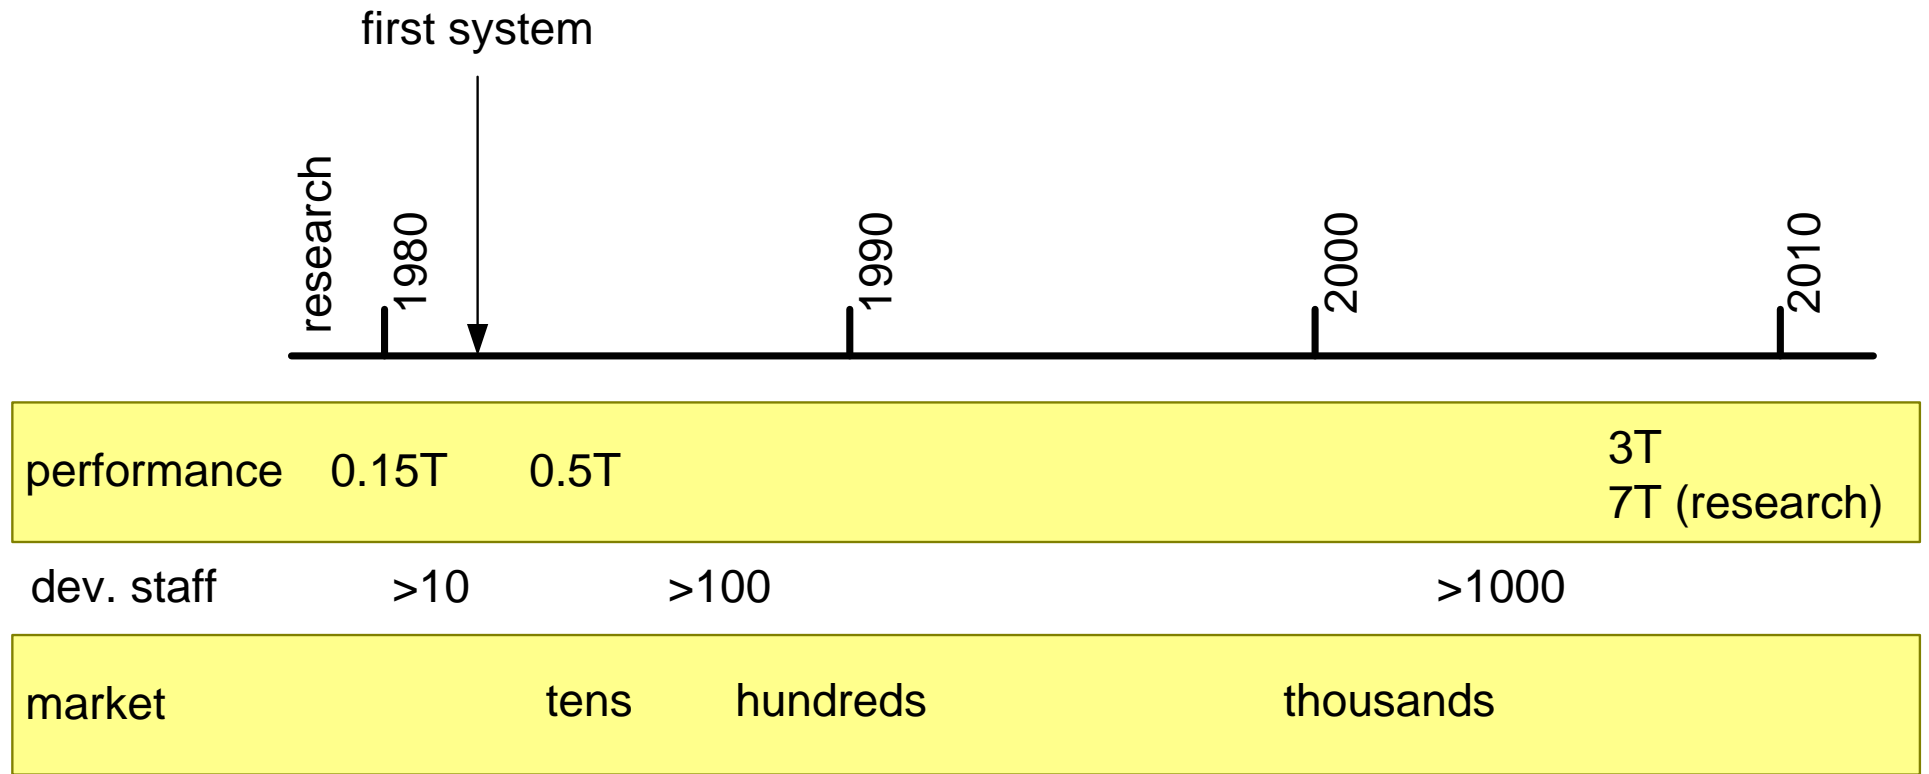 first system
research
1980
1990
2000
2010
performance 0.15T 0.5T 3T
7T (research)
dev. staff >10 >100 >1000
market tens hundreds thousands